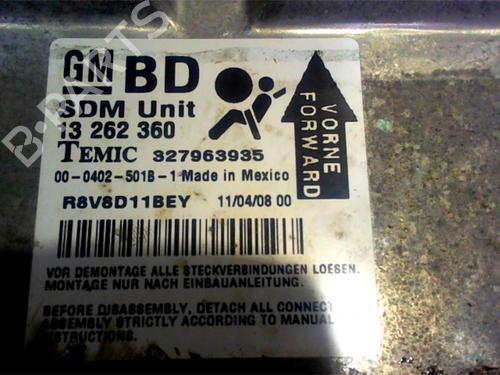 GM BD
SDM Unit
13 262 360
TEMIC 327963935
00-0402-501B-1 Made in Mexico
R8V8D11BEY 11/04/08 00
VORNE
FORWARD
VOR DEMONTAGE ALLE STECKVERBINDUNGEN LOESEN.
MONTAGE NUR NACH EINBAUANLEITUNG.
BEFORE DISASSEMBLY, DETACH ALL CONNECT
ASSEMBLY STRICTLY ACCORDING TO MANUAL
INSTRUCTIONS.
B-PARTS